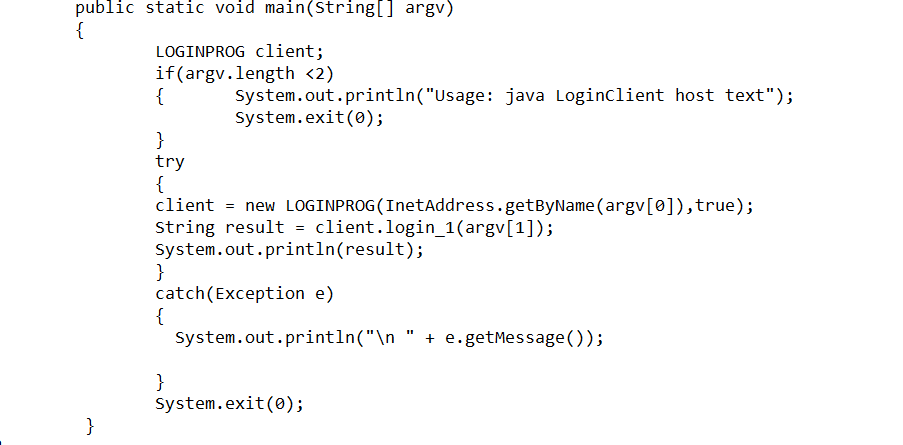 public static void main(String[] argv)
{
LOGINPROG client;
if(argv.length <2)
{ System.out.println("Usage: java LoginClient host text");
System.exit(0);
}
try
{
client = new LOGINPROG(InetAddress.getByName(argv[0]),true);
String result = client.login_1(argv[1]);
System.out.println(result);
}
catch(Exception e)
{
System.out.println("\n " + e.getMessage());
}
System.exit(0);
}